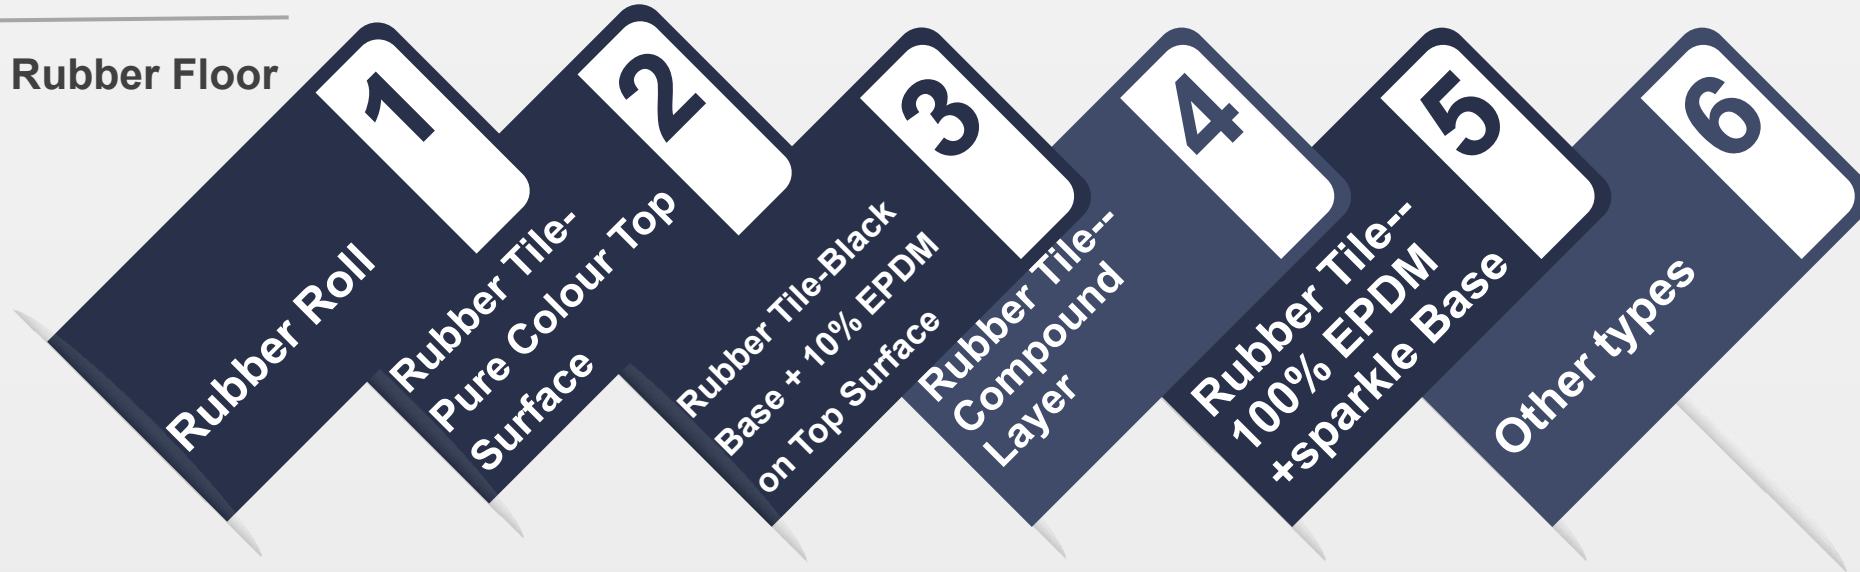 Rubber Floor
1
Rubber Roll
2
Rubber Tile-
Pure Colour Top
Surface
3
Rubber Tile-Black
Base + 10% EPDM
on Top Surface
4
Rubber Tile--
Compound
Layer
5
Rubber Tile--
100% EPDM
+sparkle Base
6
Other types